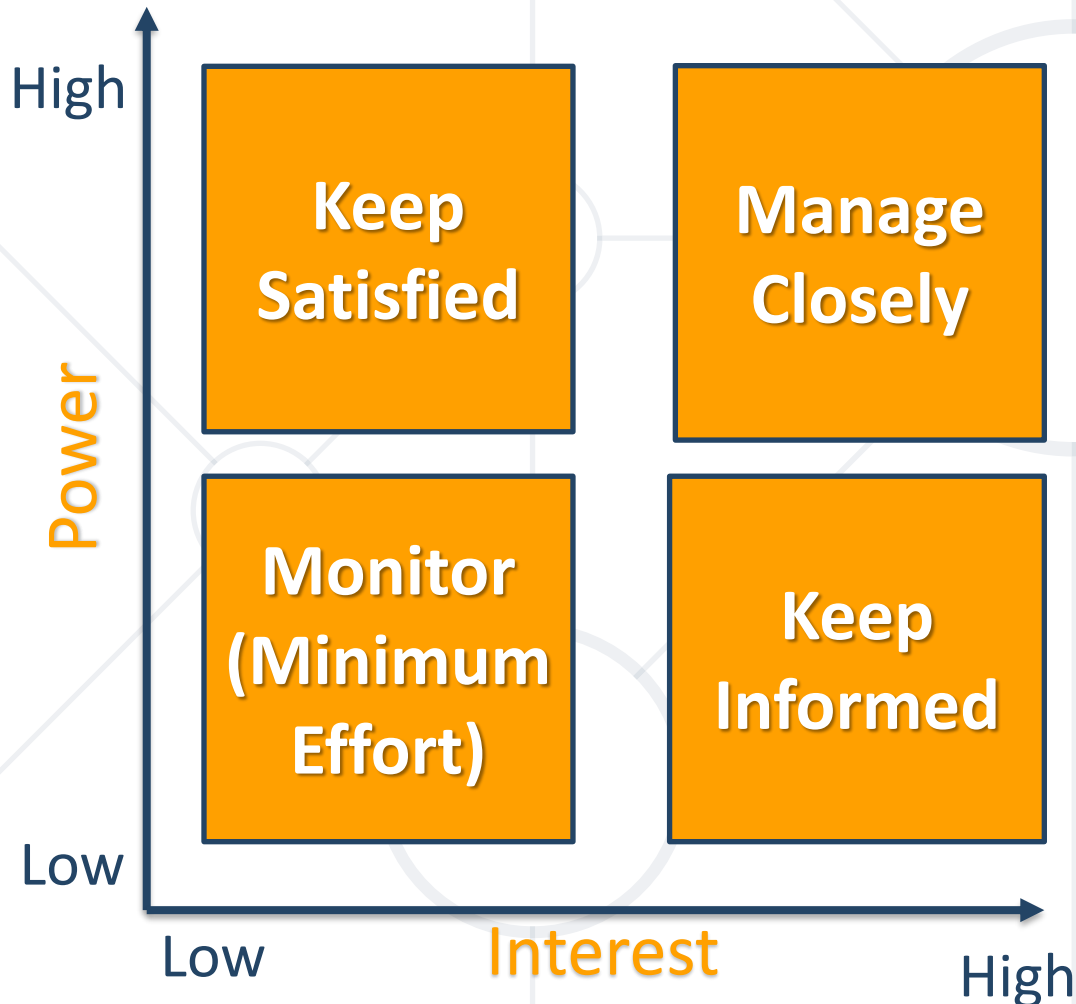 High
Keep
Satisfied
Manage
Closely
Power
Monitor
(Minimum
Effort)
Keep
Informed
Low
Low
Interest
High